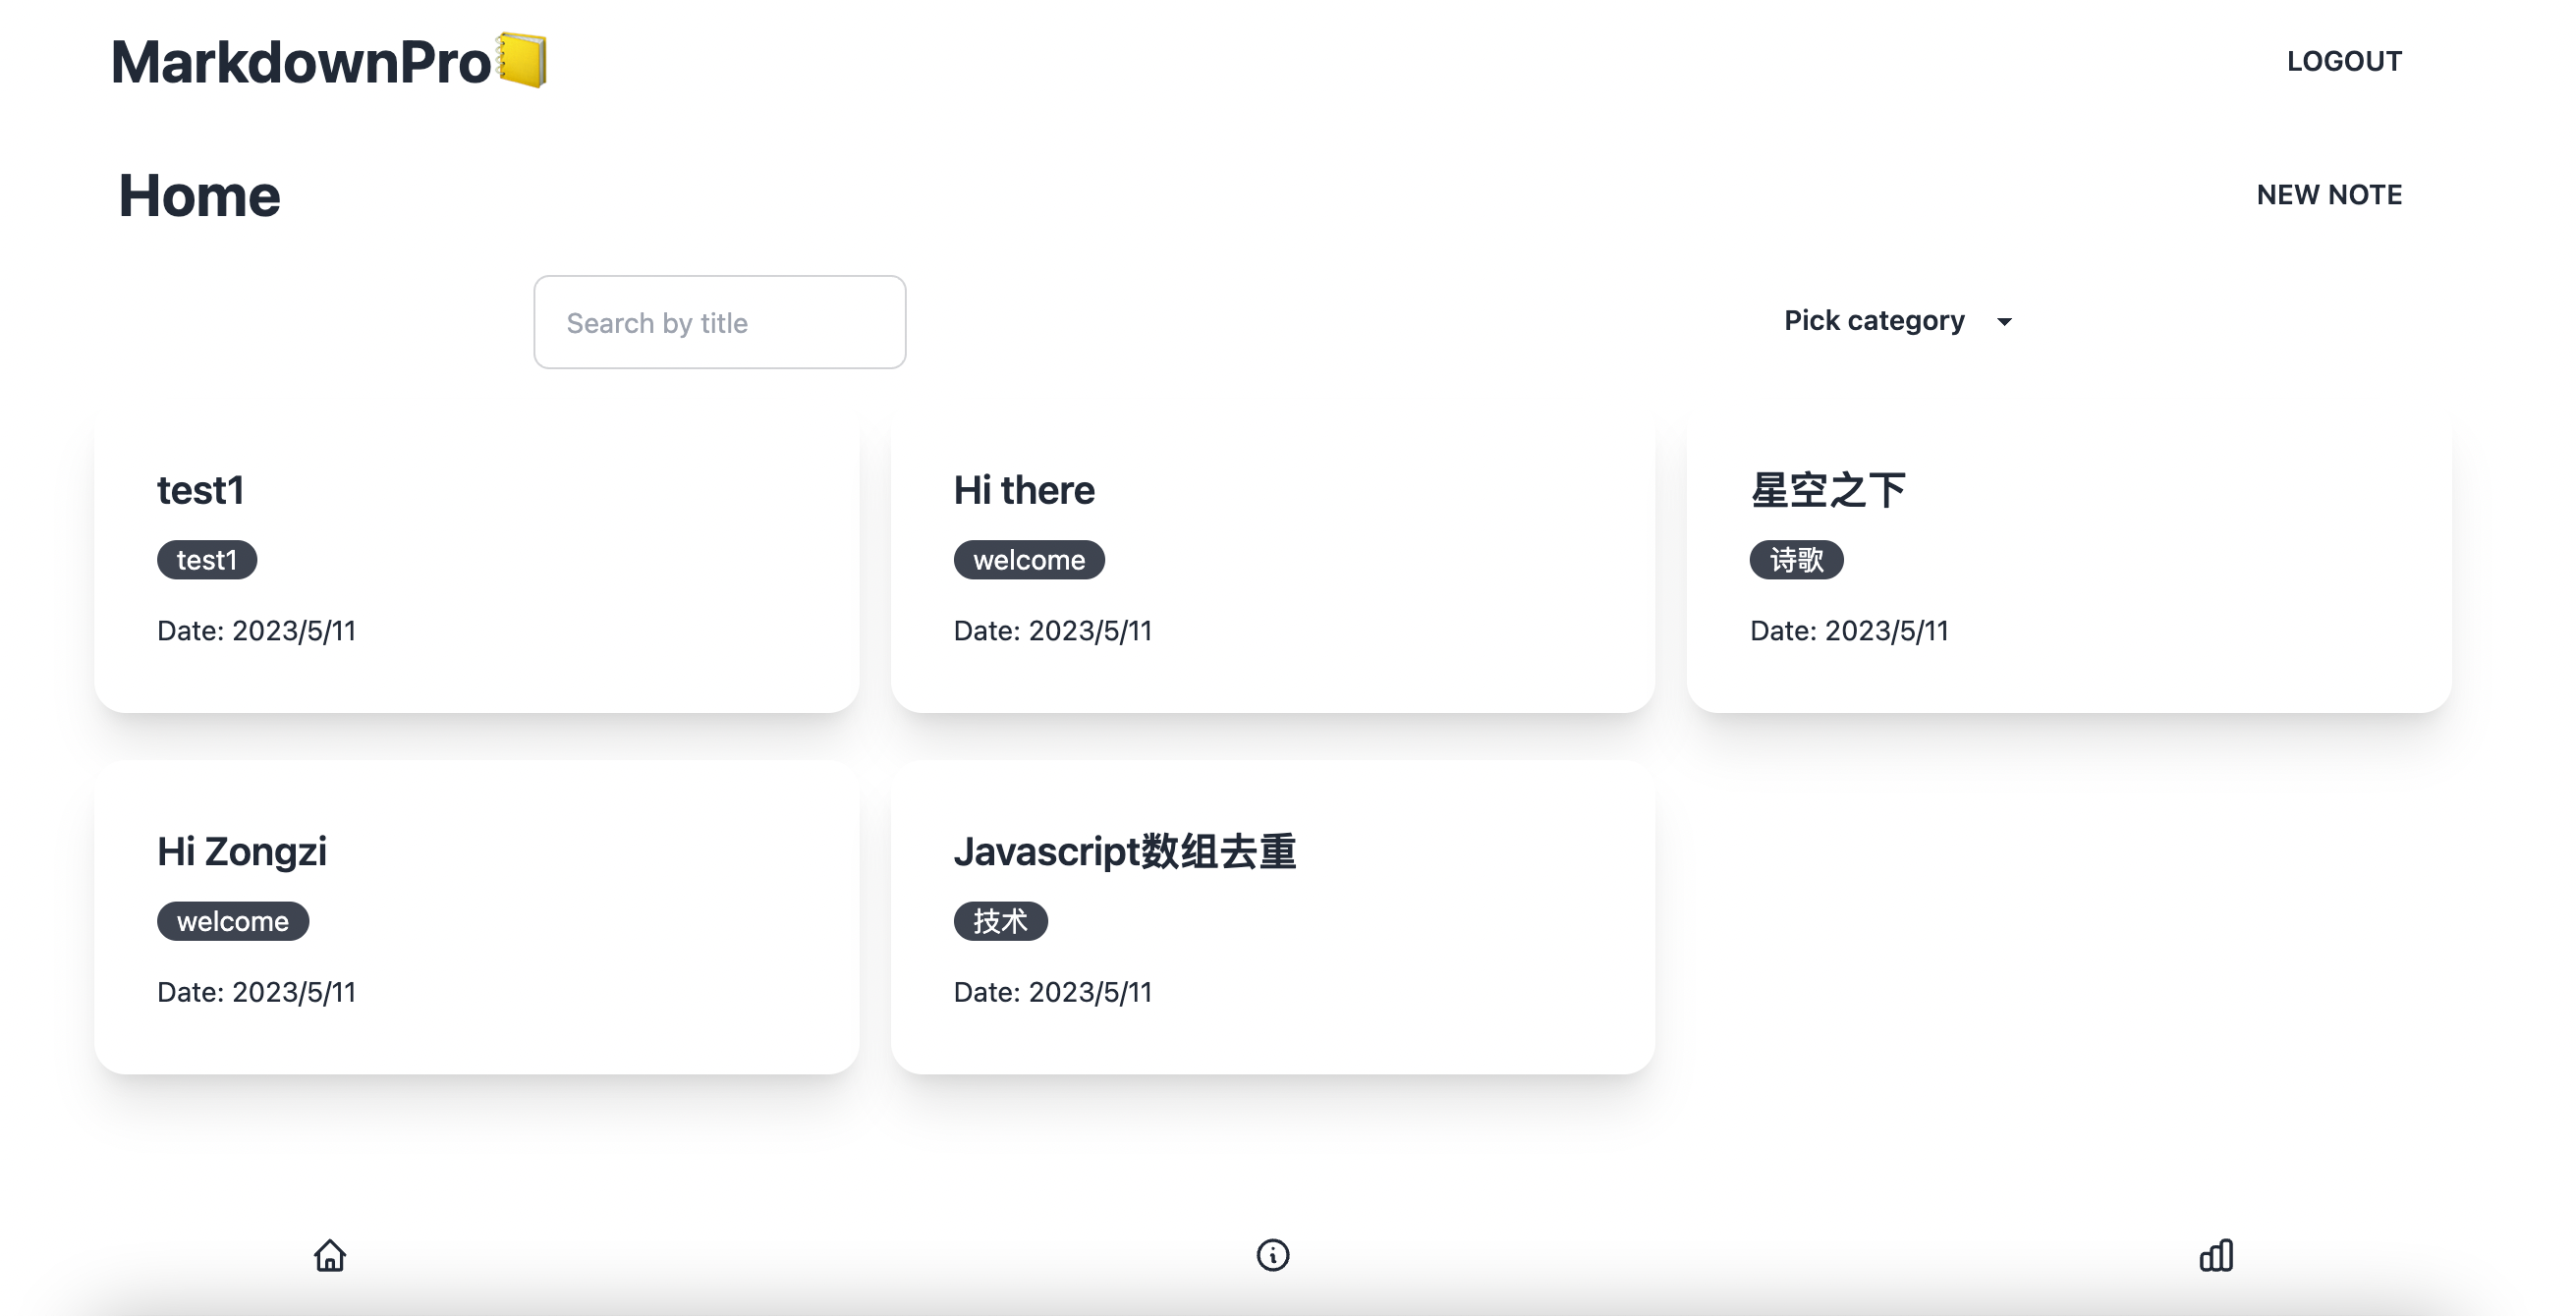 MarkdownPro
LOGOUT
Home
NEW NOTE
Search by title
Pick category
test1
test1
Date: 2023/5/11
Hi there
welcome
Date: 2023/5/11
星空之下
诗歌
Date: 2023/5/11
Hi Zongzi
welcome
Date: 2023/5/11
Javascript数组去重
技术
Date: 2023/5/11